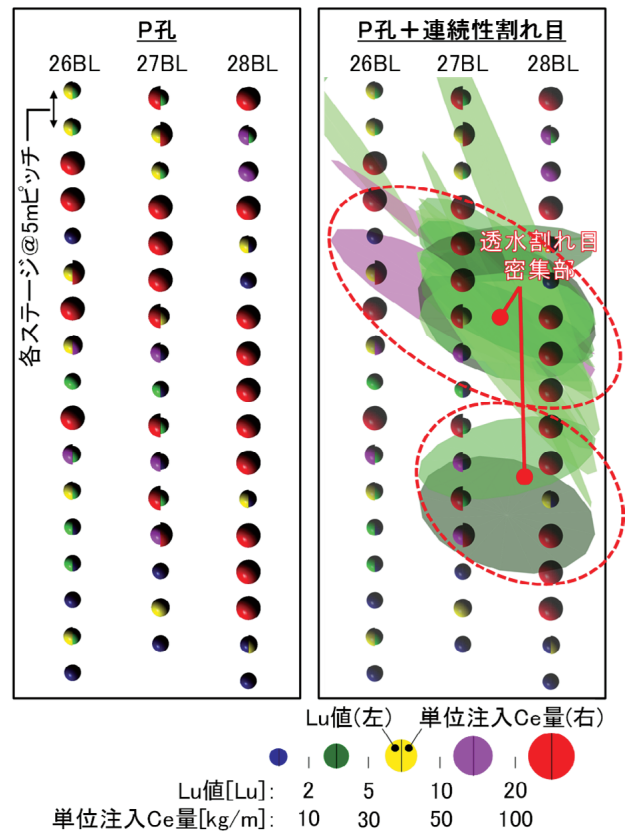 P孔
26BL 27BL 28BL
各ステージ@5mピッチ
P孔+連続性割れ目
26BL 27BL 28BL
透水割れ目
密集部
Lu値(左) 単位注入Ce量(右)
Lu値[Lu]: 2 5 10 20
単位注入Ce量[kg/m]: 10 30 50 100